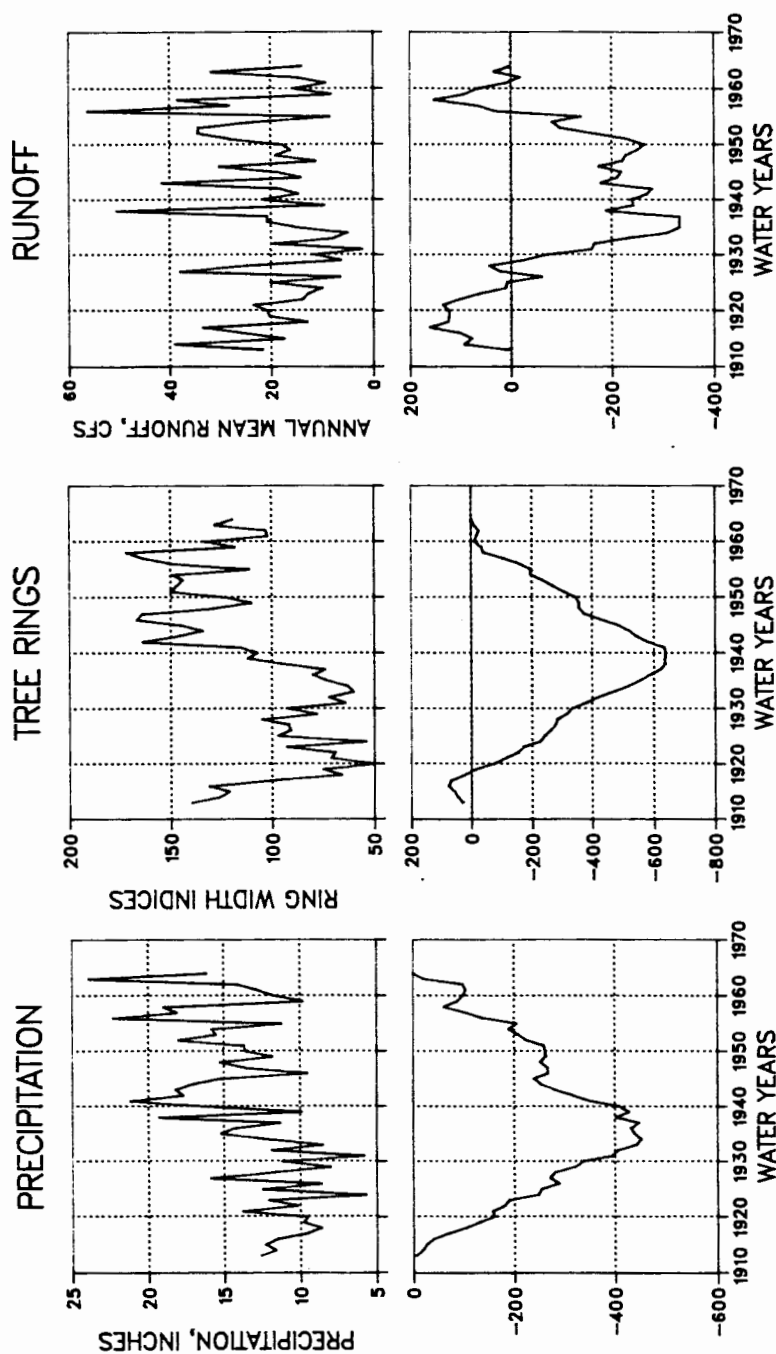 PRECIPITATION
PRECIPITATION, INCHES
25
20
15
10
5
0
-200
-400
-600
1910 1920 1930 1940 1950 1960 1970
WATER YEARS
TREE RINGS
RING WIDTH INDICES
200
150
100
50
200
0
-200
-400
-600
-800
1910 1920 1930 1940 1950 1960 1970
WATER YEARS
RUNOFF
ANNUAL MEAN RUNOFF, CFS
60
40
20
0
200
0
-200
-400
1910 1920 1930 1940 1950 1960 1970
WATER YEARS